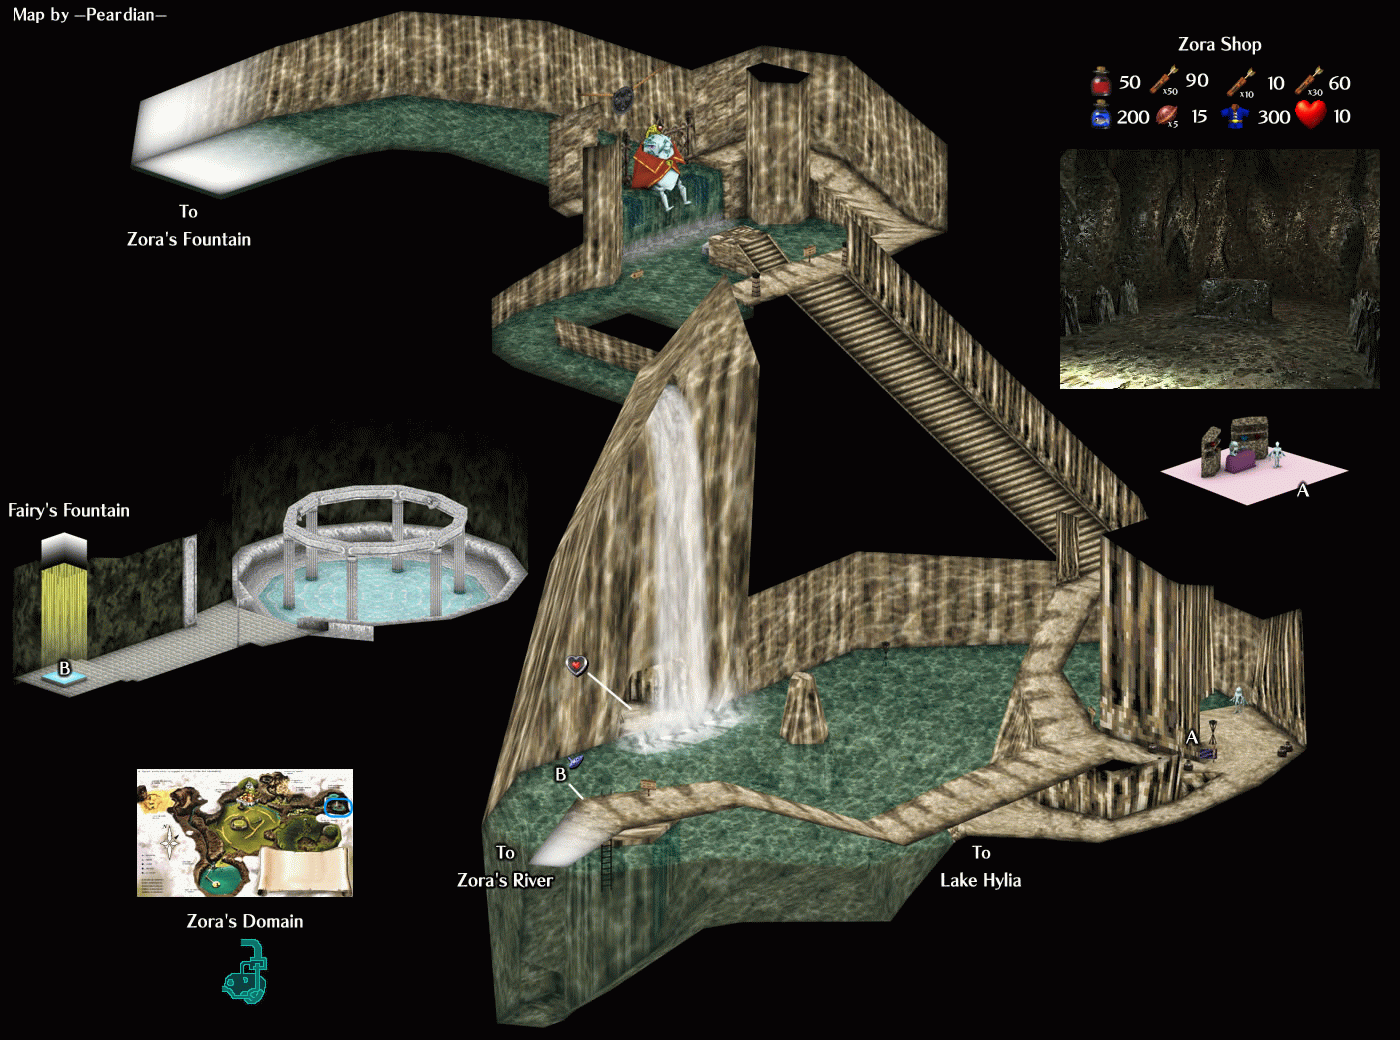 Map by –Peardian–
Zora Shop
50 x50 90 x10 10 x30 60
200 x5 15 300 10
To
Zora's Fountain
A
Fairy's Fountain
B
A
B
To
Zora's River
To
Lake Hylia
Zora's Domain